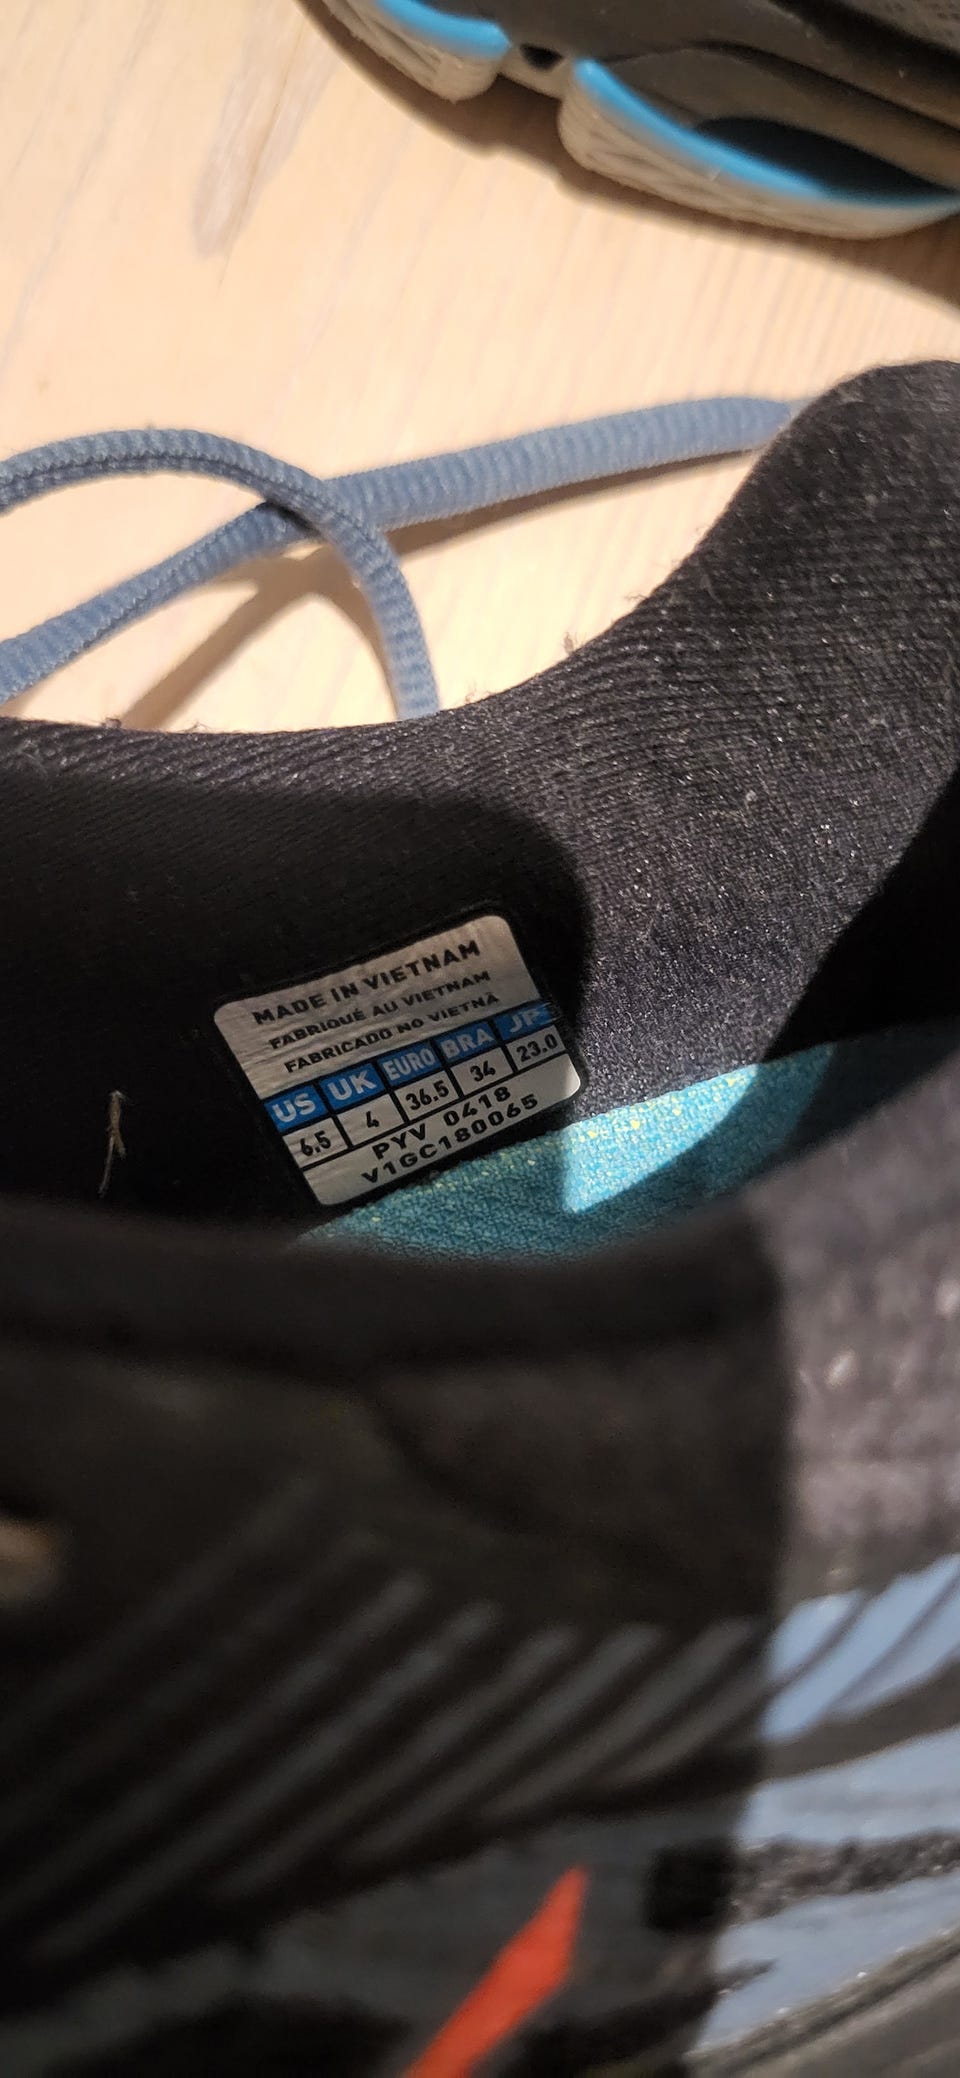 MADE IN VIETNAM
FABRIQUÉ AU VIETNAM
FABRICADO NO VIETNÃ
US UK EURO BRA JP
6.5 4 36.5 34 23.0
PYV 0418
V1GC180065